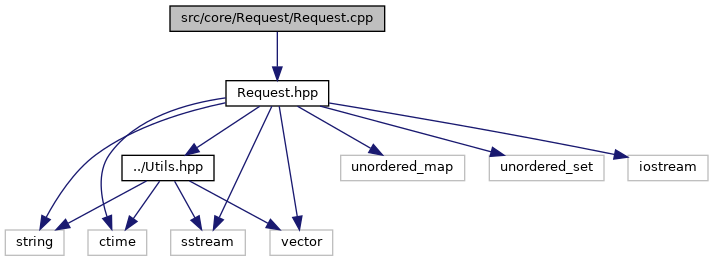 src/core/Request/Request.cpp
Request.hpp
../Utils.hpp
unordered_map
unordered_set
iostream
string
ctime
sstream
vector